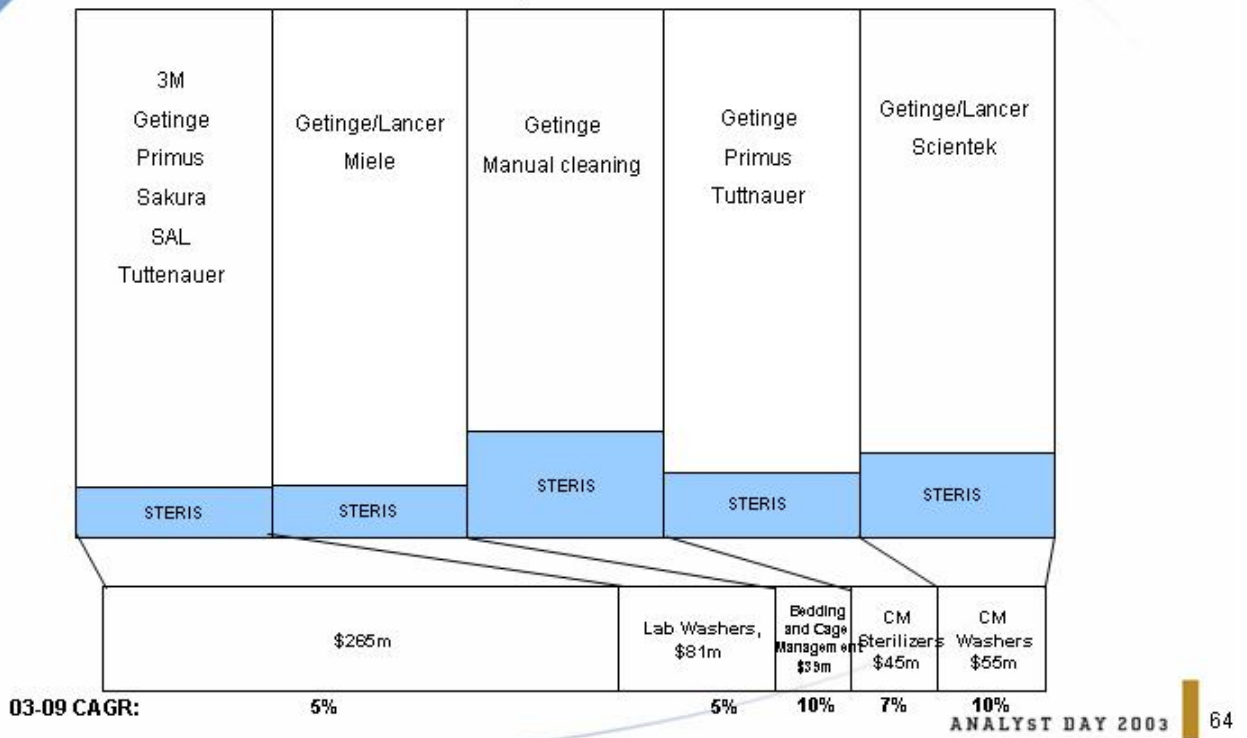 3M
Getinge
Primus
Sakura
SAL
Tuttenauer
Getinge/Lancer
Miele
Getinge
Manual cleaning
Getinge
Primus
Tuttnauer
Getinge/Lancer
Scientek
STERIS
STERIS
STERIS
STERIS
STERIS
$265m
Lab Washers,
$81m
Bedding
and Cage
Management
$39m
CM
Sterilizers
$45m
CM
Washers
$55m
03-09 CAGR: 5% 5% 10% 7% 10%
ANALYST DAY 2003 64